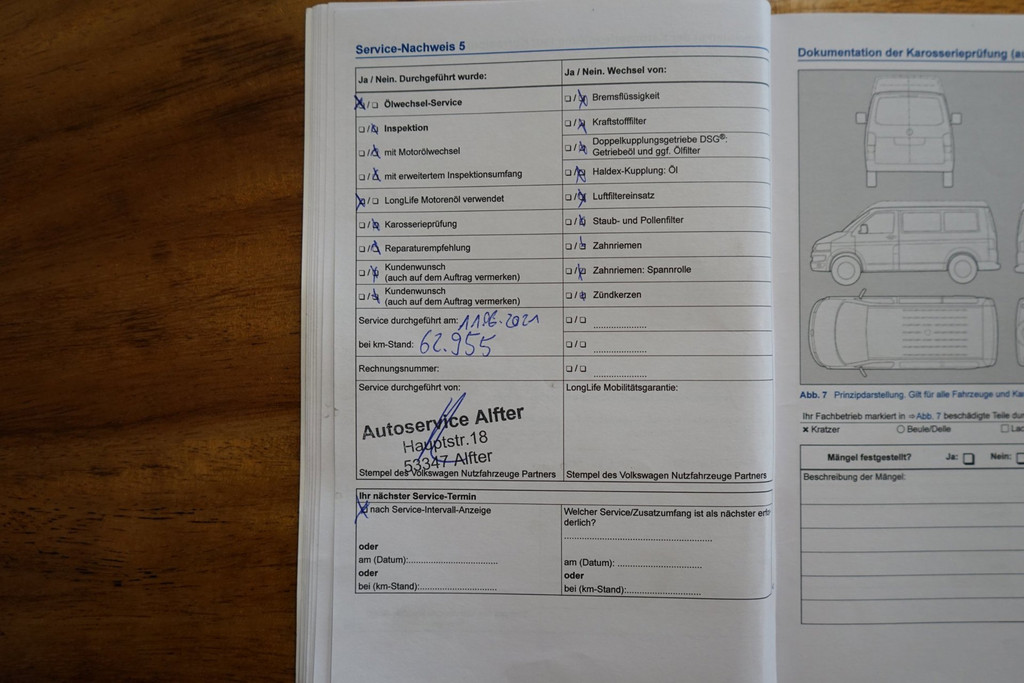 Service-Nachweis 5
Ja / Nein. Durchgeführt wurde:
Ölwechsel-Service
Inspektion
mit Motorölwechsel
mit erweitertem Inspektionsumfang
LongLife Motorenöl verwendet
Karosserieprüfung
Reparaturempfehlung
Kundenwunsch
(auch auf dem Auftrag vermerken)
Kundenwunsch
(auch auf dem Auftrag vermerken)
Service durchgeführt am: 11.06.2021
bei km-Stand: 62.955
Rechnungsnummer:
Service durchgeführt von:
Autoservice Alfter
Hauptstr.18
53347 Alfter
Stempel des Volkswagen Nutzfahrzeuge Partners
Ja / Nein. Wechsel von:
Bremsflüssigkeit
Kraftstofffilter
Doppelkupplungsgetriebe DSG®:
Getriebeöl und ggf. Ölfilter
Haldex-Kupplung: Öl
Luftfiltereinsatz
Staub- und Pollenfilter
Zahnriemen
Zahnriemen: Spannrolle
Zündkerzen
LongLife Mobilitätsgarantie:
Stempel des Volkswagen Nutzfahrzeuge Partners
Ihr nächster Service-Termin
nach Service-Intervall-Anzeige
oder
am (Datum):
oder
bei (km-Stand):
Welcher Service/Zusatzumfang ist als nächster
derlich?
am (Datum):
oder
bei (km-Stand):
Dokumentation der Karosserieprüfung
Abb. 7 Prinzipdarstellung. Gilt für alle Fahrzeuge und
Ihr Fachbetrieb markiert in ⇒Abb. 7 beschädigte Teile
x Kratzer Beule/Delle
Mängel festgestellt? Ja: Nein:
Beschreibung der Mängel: